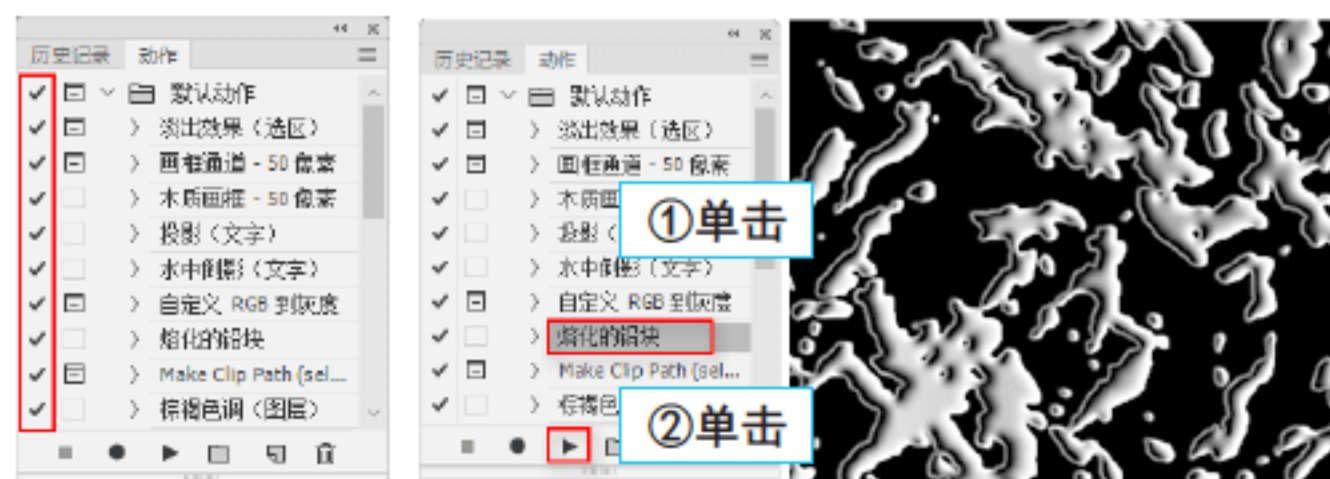 历史记录 动作
默认动作
淡出效果（选区）
画框通道 - 50 像素
木质画框 - 50 像素
投影（文字）
水中倒影（文字）
自定义 RGB 到灰度
熔化的铅块
Make Clip Path (sel...
棕褐色调（图层）
历史记录 动作
默认动作
淡出效果（选区）
画框通道 - 50 像素
木质画
投影（
水中倒影（文字）
自定义 RGB 到灰度
熔化的铅块
Make Clip Path (sel...
棕褐色
①单击
②单击